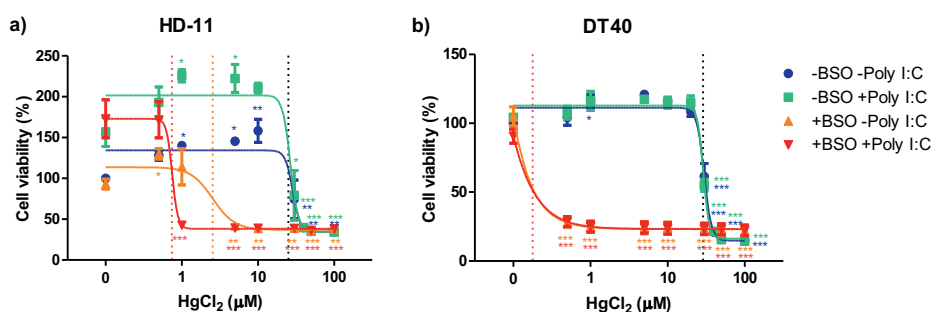 a) HD-11
Cell viability (%)
250
200
150
100
50
0
0 1 10 100
HgCl2 (µM)
* * ** * *** *** ** *** **
* *** ** *** ** *** ** *** ** *** ** ***
b) DT40
Cell viability (%)
150
100
50
0
0 1 10 100
HgCl2 (µM)
* *** *** *** *** *** ***
*** *** *** *** *** *** *** *** *** *** *** *** *** ***
-BSO -Poly I:C
-BSO +Poly I:C
+BSO -Poly I:C
+BSO +Poly I:C